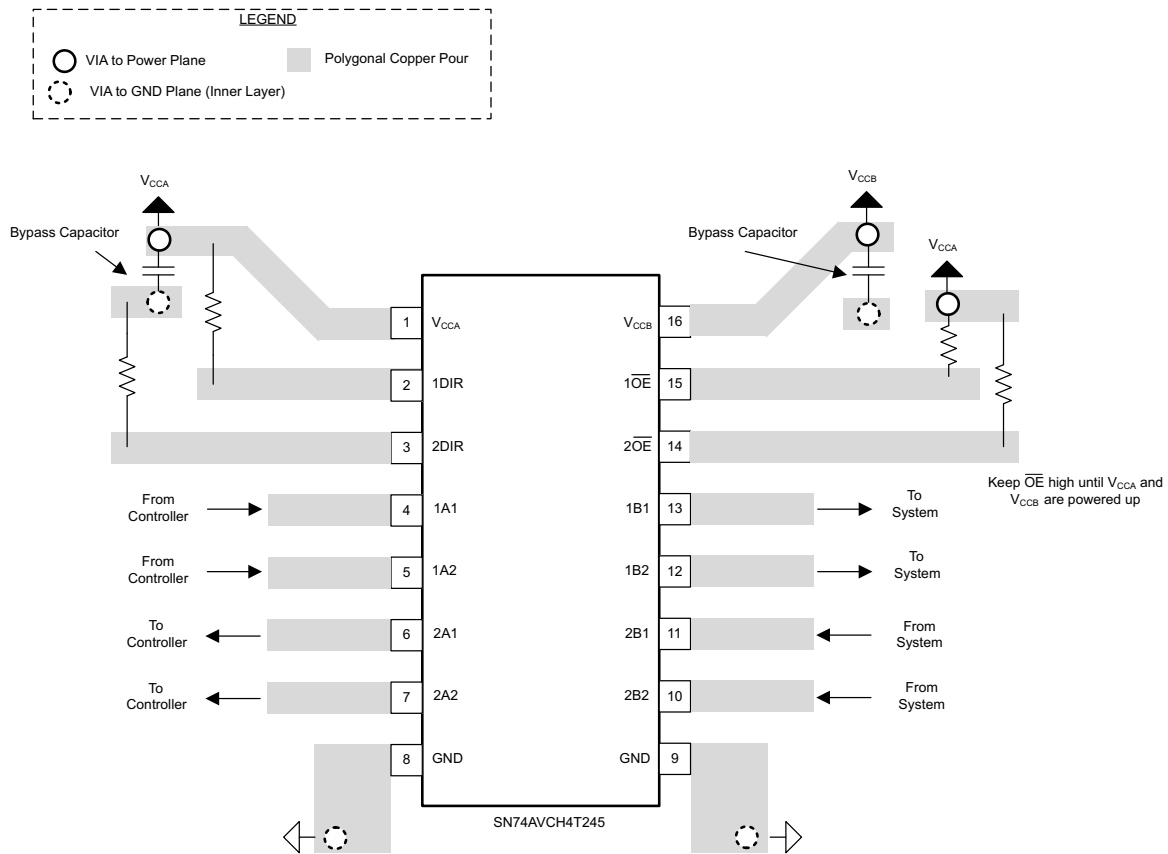 LEGEND
VIA to Power Plane
Polygonal Copper Pour
VIA to GND Plane (Inner Layer)
VCCA
Bypass Capacitor
VCCB
Bypass Capacitor
VCCA
1 VCCA
VCCB 16
2 1DIR
1O̅E̅ 15
3 2DIR
2O̅E̅ 14
Keep O̅E̅ high until VCCA and
VCCB are powered up
From
Controller
4 1A1
1B1 13
To
System
From
Controller
5 1A2
1B2 12
To
System
To
Controller
6 2A1
2B1 11
From
System
To
Controller
7 2A2
2B2 10
From
System
8 GND
GND 9
SN74AVCH4T245